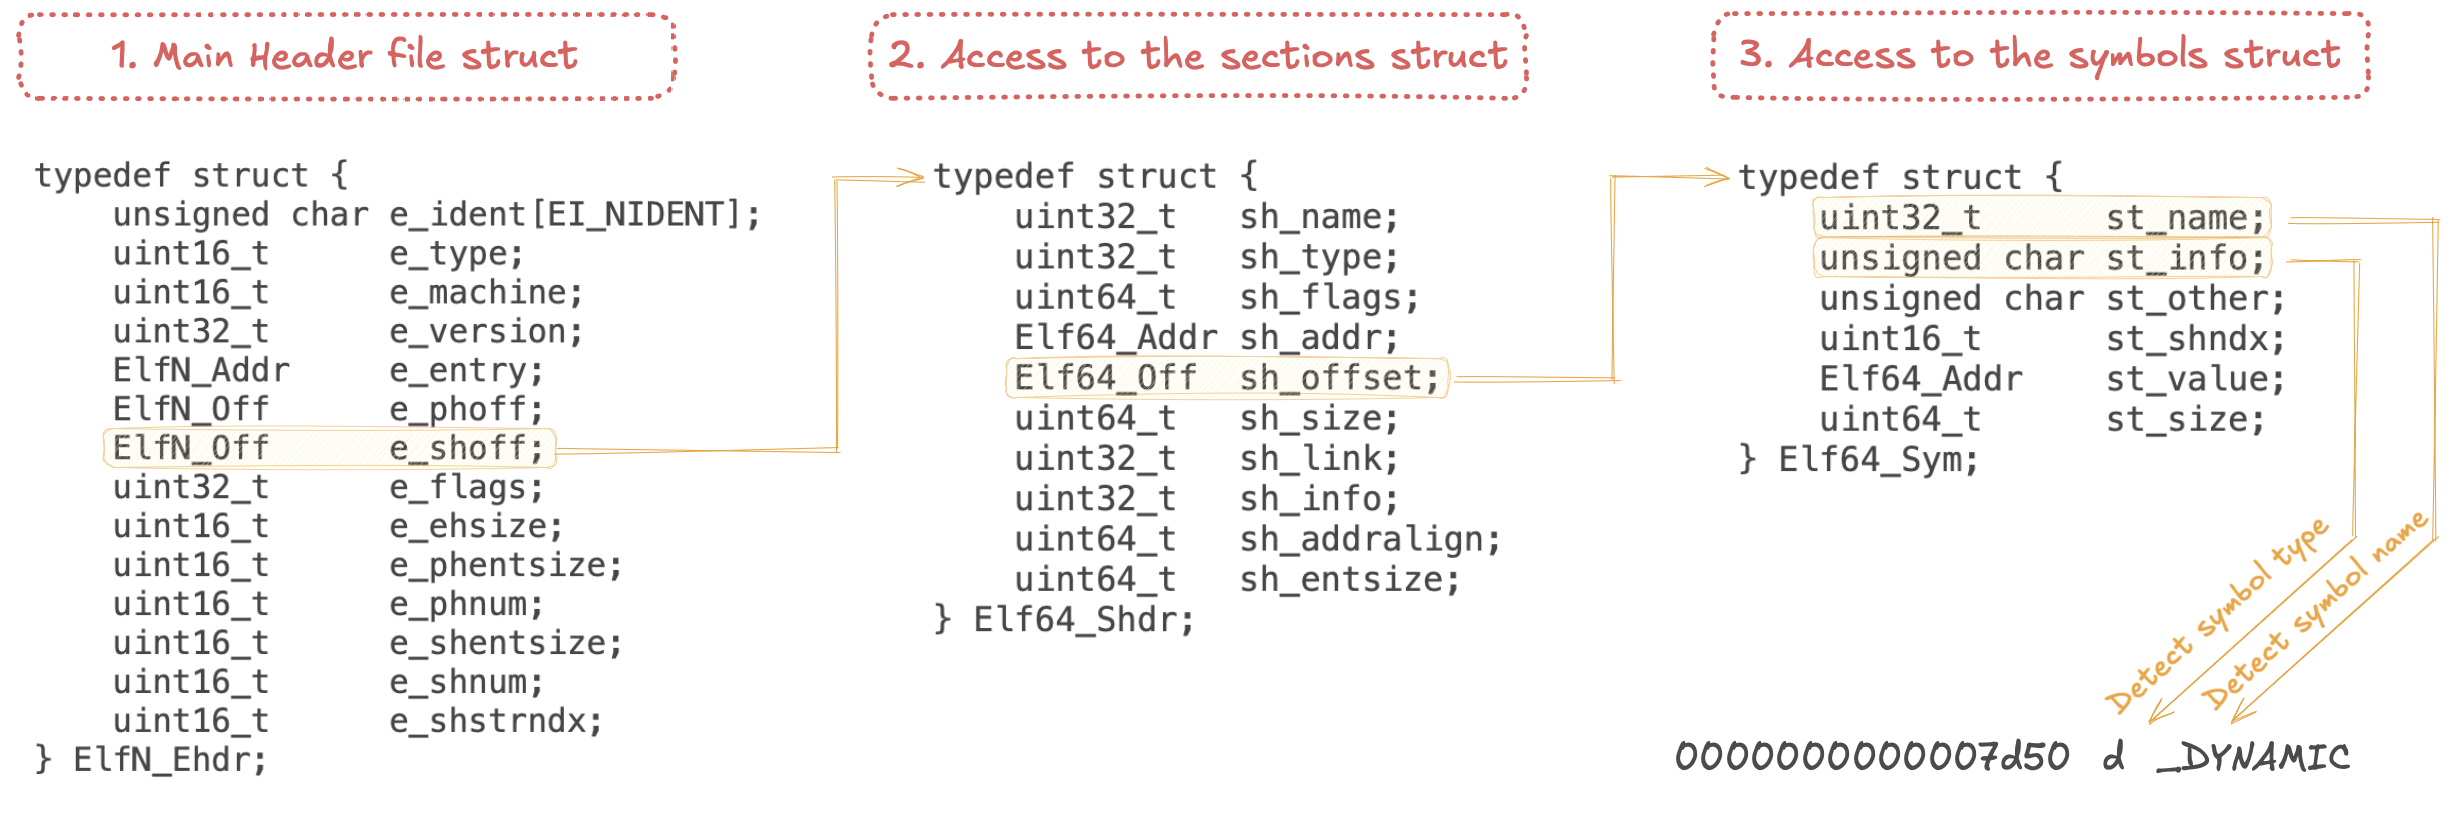 1. Main Header file struct
typedef struct {
unsigned char e_ident[EI_NIDENT];
uint16_t e_type;
uint16_t e_machine;
uint32_t e_version;
ElfN_Addr e_entry;
ElfN_Off e_phoff;
ElfN_Off e_shoff;
uint32_t e_flags;
uint16_t e_ehsize;
uint16_t e_phentsize;
uint16_t e_phnum;
uint16_t e_shentsize;
uint16_t e_shnum;
uint16_t e_shstrndx;
} ElfN_Ehdr;
2. Access to the sections struct
typedef struct {
uint32_t sh_name;
uint32_t sh_type;
uint64_t sh_flags;
Elf64_Addr sh_addr;
Elf64_Off sh_offset;
uint64_t sh_size;
uint32_t sh_link;
uint32_t sh_info;
uint64_t sh_addralign;
uint64_t sh_entsize;
} Elf64_Shdr;
3. Access to the symbols struct
typedef struct {
uint32_t st_name;
unsigned char st_info;
unsigned char st_other;
uint16_t st_shndx;
Elf64_Addr st_value;
uint64_t st_size;
} Elf64_Sym;
Detect symbol type
Detect symbol name
0000000000007d50 d _DYNAMIC